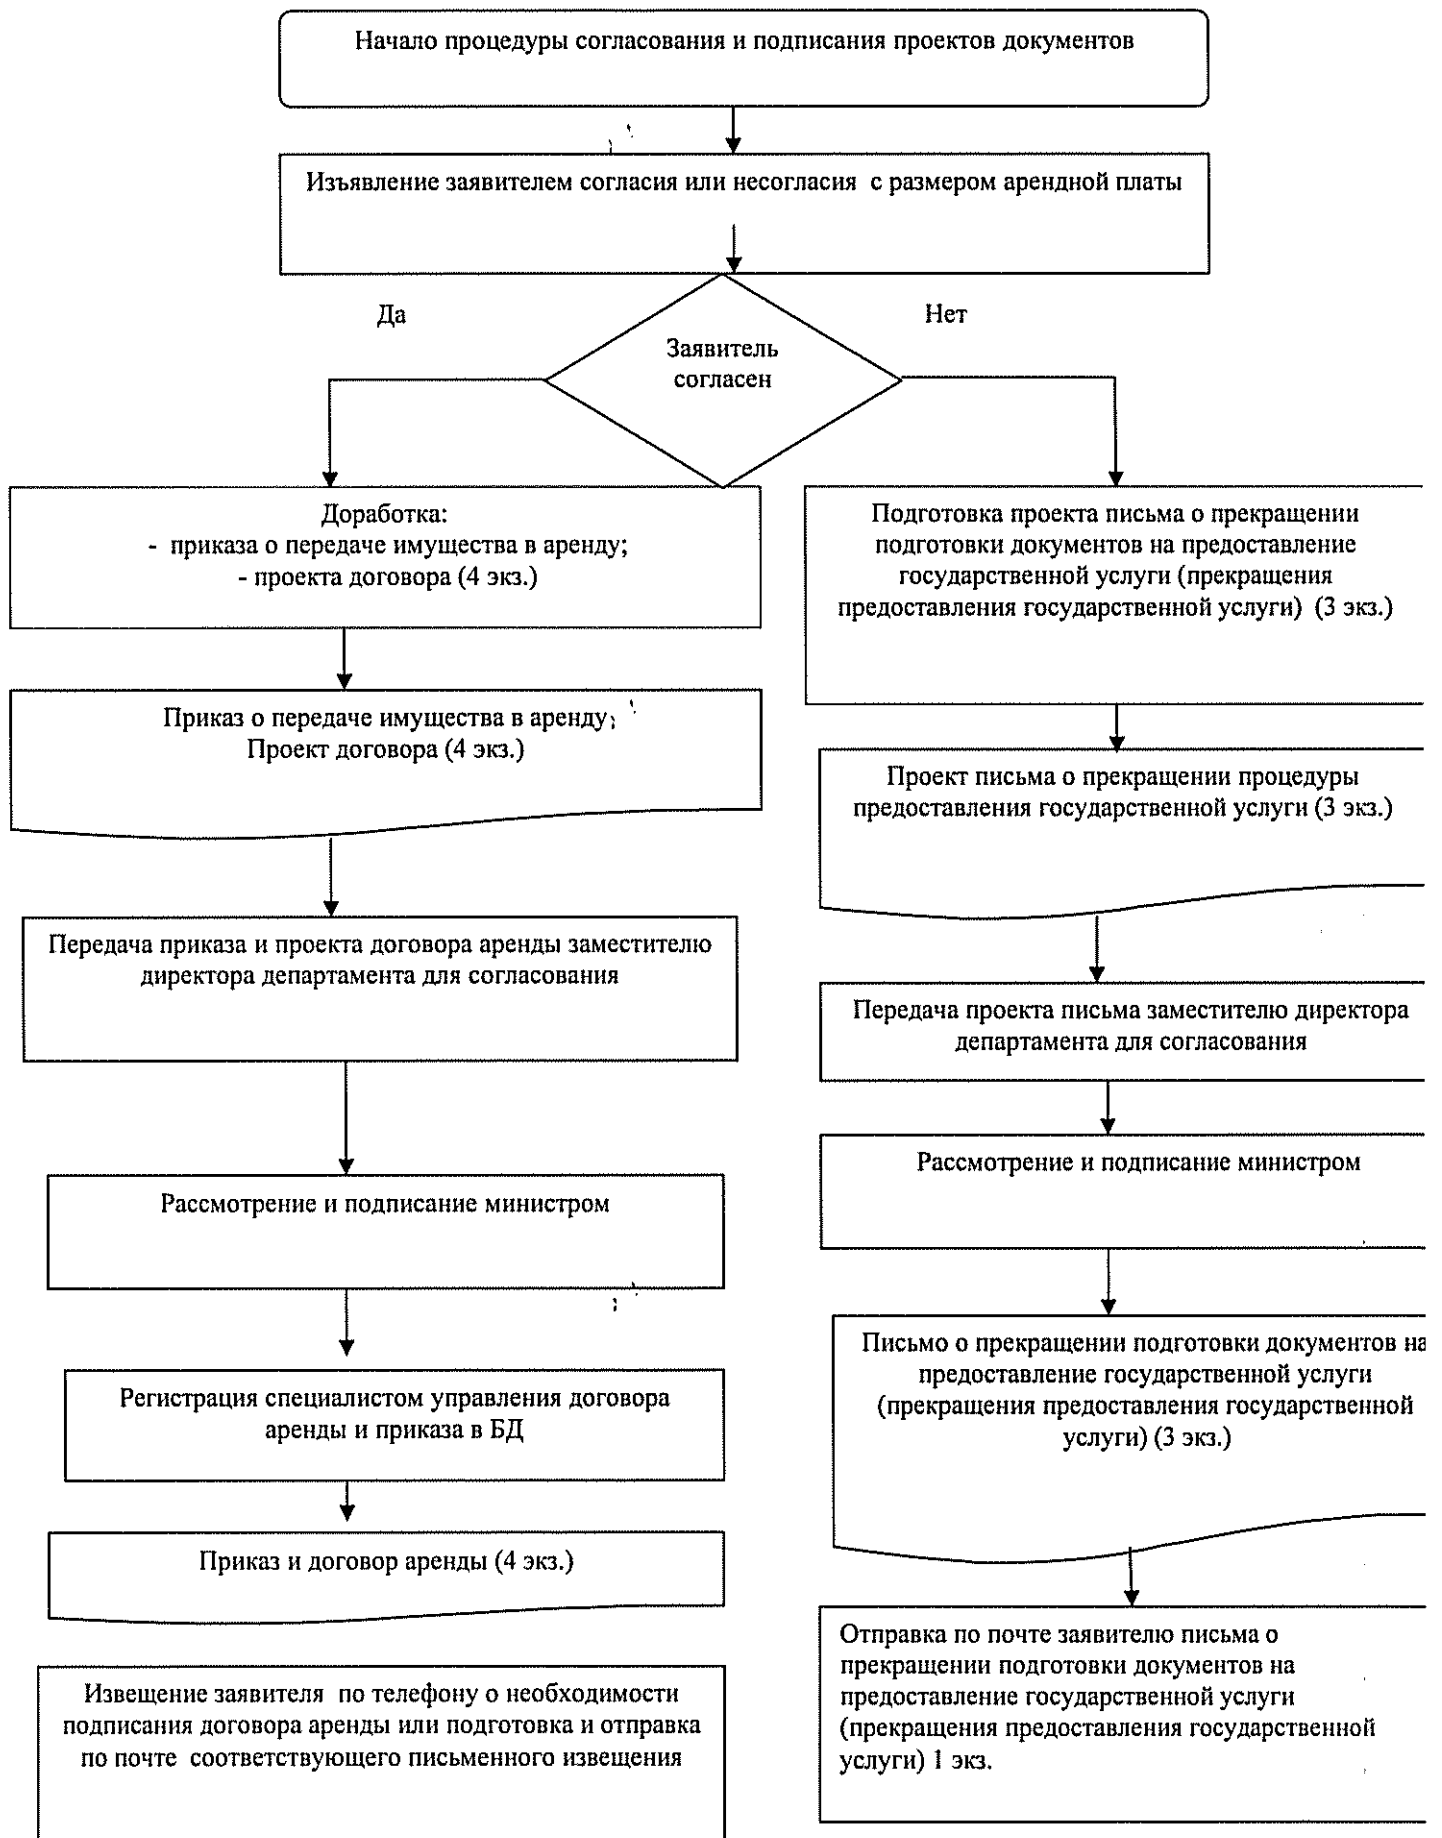 Начало процедуры согласования и подписания проектов документов
Изъявление заявителем согласия или несогласия с размером арендной платы
Да
Нет
Заявитель
согласен
Доработка:
- приказа о передаче имущества в аренду;
- проекта договора (4 экз.)
Приказ о передаче имущества в аренду;
Проект договора (4 экз.)
Передача приказа и проекта договора аренды заместителю
директора департамента для согласования
Рассмотрение и подписание министром
Регистрация специалистом управления договора
аренды и приказа в БД
Приказ и договор аренды (4 экз.)
Извещение заявителя по телефону о необходимости
подписания договора аренды или подготовка и отправка
по почте соответствующего письменного извещения
Подготовка проекта письма о прекращении
подготовки документов на предоставление
государственной услуги (прекращения
предоставления государственной услуги) (3 экз.)
Проект письма о прекращении процедуры
предоставления государственной услуги (3 экз.)
Передача проекта письма заместителю директора
департамента для согласования
Рассмотрение и подписание министром
Письмо о прекращении подготовки документов на
предоставление государственной услуги
(прекращения предоставления государственной
услуги) (3 экз.)
Отправка по почте заявителю письма о
прекращении подготовки документов на
предоставление государственной услуги
(прекращения предоставления государственной
услуги) 1 экз.